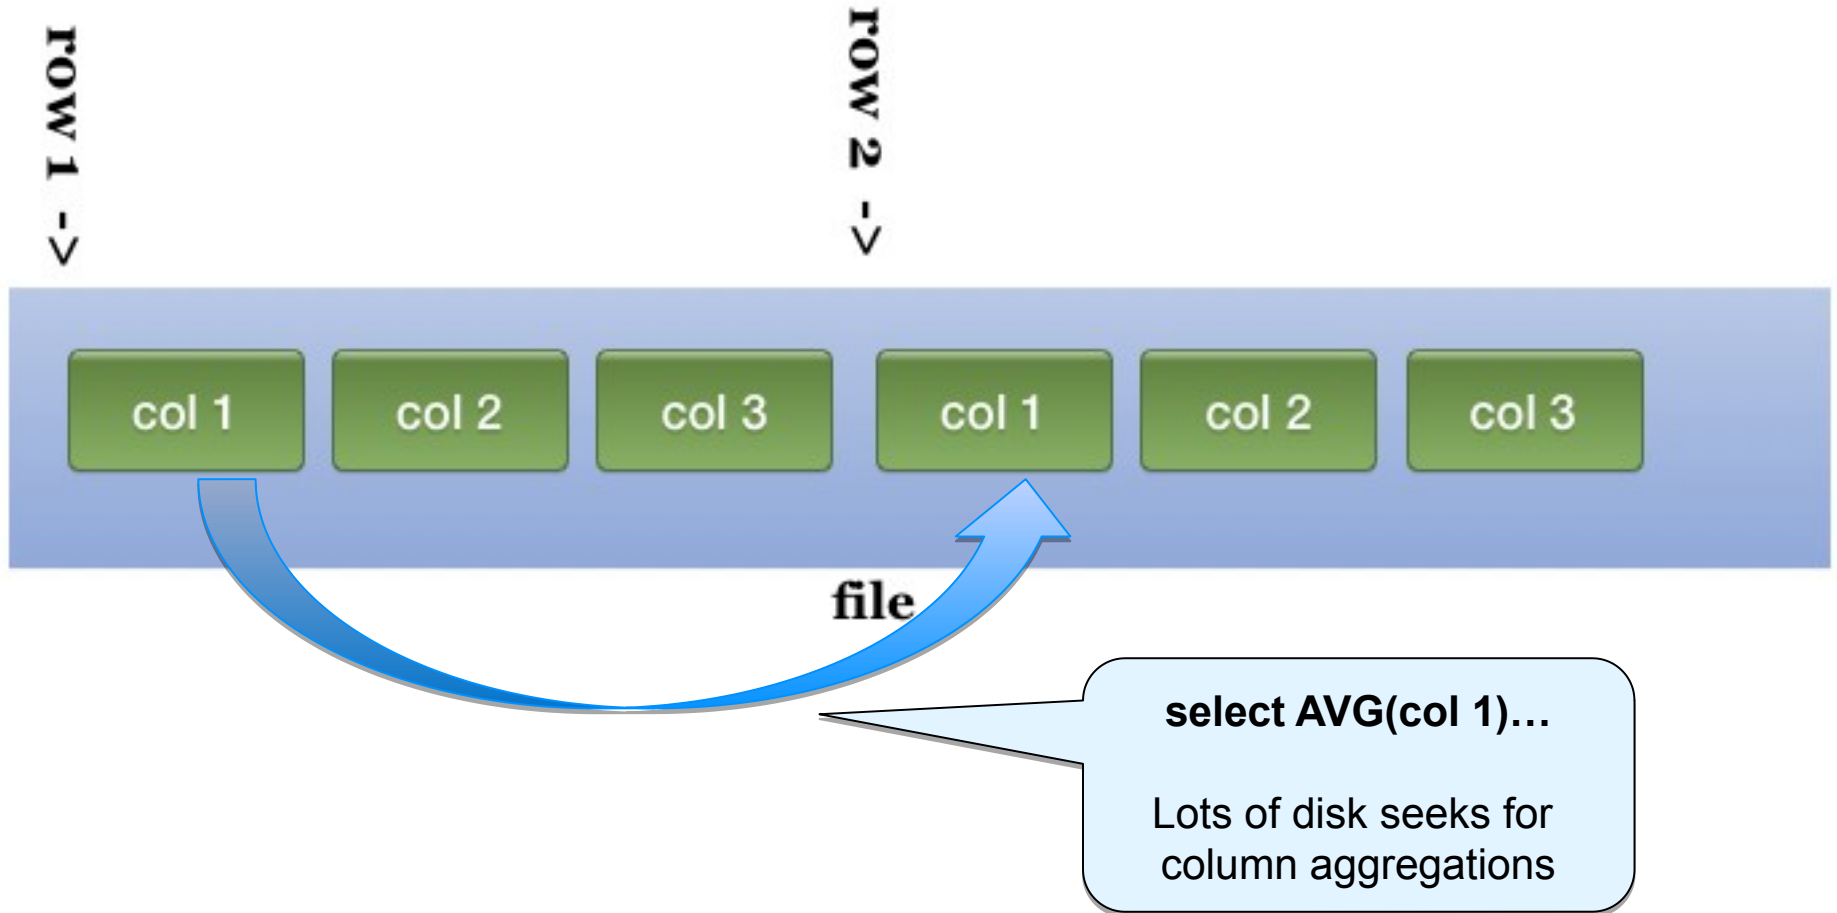 row 1 ->
row 2 ->
col 1
col 2
col 3
col 1
col 2
col 3
file
select AVG(col 1)…
Lots of disk seeks for
column aggregations